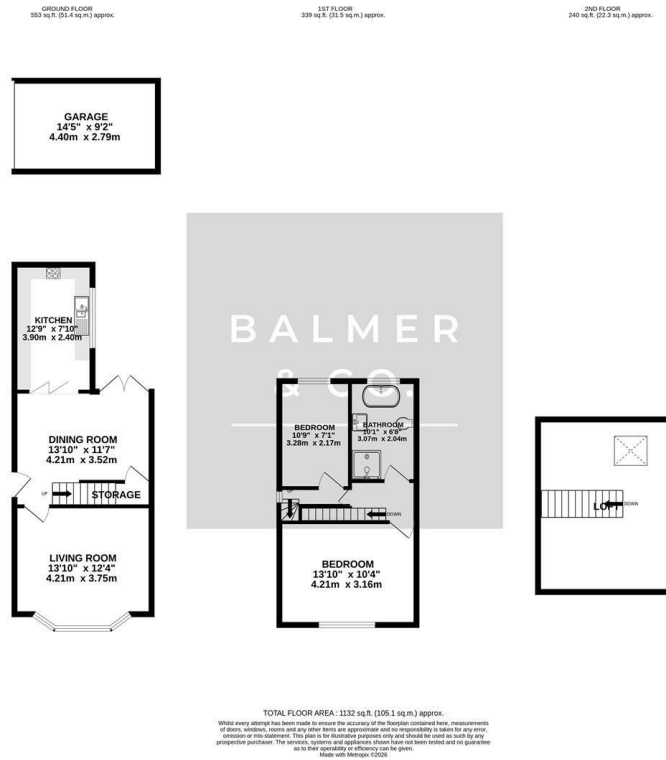 GROUND FLOOR
553 sq.ft. (51.4 sq.m.) approx.
1ST FLOOR
339 sq.ft. (31.5 sq.m.) approx.
2ND FLOOR
240 sq.ft. (22.3 sq.m.) approx.
GARAGE
14'5" x 9'2"
4.40m x 2.79m
KITCHEN
12'9" x 7'10"
3.90m x 2.40m
DINING ROOM
13'10" x 11'7"
4.21m x 3.52m
UP
STORAGE
LIVING ROOM
13'10" x 12'4"
4.21m x 3.75m
BALMER
& CO.
BEDROOM
10'9" x 7'1"
3.28m x 2.17m
BATHROOM
10'1" x 6'8"
3.07m x 2.04m
DOWN
BEDROOM
13'10" x 10'4"
4.21m x 3.16m
LOFT
DOWN
TOTAL FLOOR AREA : 1132 sq.ft. (105.1 sq.m.) approx.
Whilst every attempt has been made to ensure the accuracy of the floorplan contained here, measurements
of doors, windows, rooms and any other items are approximate and no responsibility is taken for any error,
omission or mis-statement. This plan is for illustrative purposes only and should be used as such by any
prospective purchaser. The services, systems and appliances shown have not been tested and no guarantee
as to their operability or efficiency can be given.
Made with Metropix ©2026